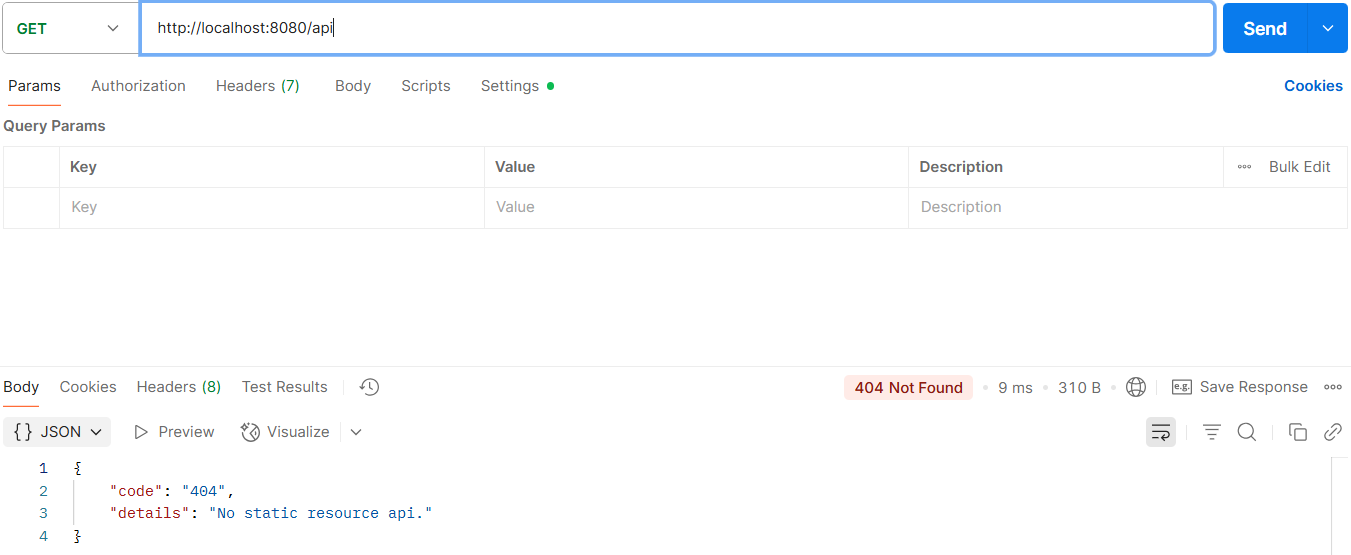 GET http://localhost:8080/api Send
Params Authorization Headers (7) Body Scripts Settings Cookies
Query Params
Key Value Description Bulk Edit
Key Value Description
Body Cookies Headers (8) Test Results 404 Not Found 9 ms 310 B e.g. Save Response
{} JSON Preview Visualize
1 {
2 "code": "404",
3 "details": "No static resource api."
4 }